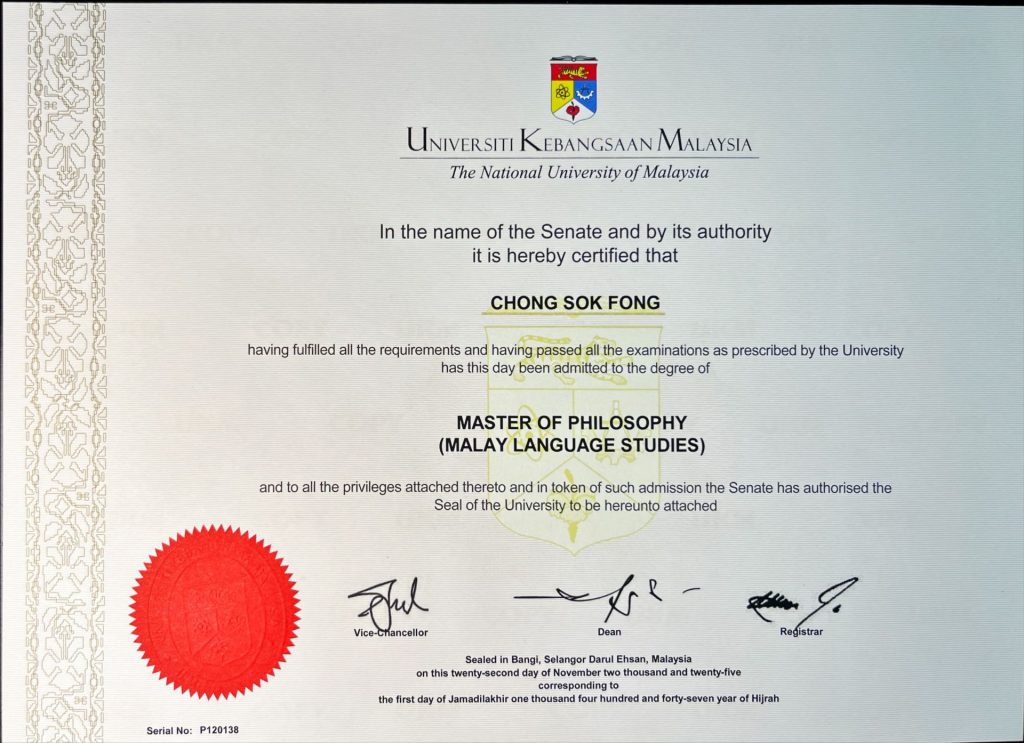 UNIVERSITI KEBANGSAAN MALAYSIA
The National University of Malaysia
In the name of the Senate and by its authority
it is hereby certified that
CHONG SOK FONG
having fulfilled all the requirements and having passed all the examinations as prescribed by the University
has this day been admitted to the degree of
MASTER OF PHILOSOPHY
(MALAY LANGUAGE STUDIES)
and to all the privileges attached thereto and in token of such admission the Senate has authorised the
Seal of the University to be hereunto attached
Vice-Chancellor
Dean
Registrar
Sealed in Bangi, Selangor Darul Ehsan, Malaysia
on this twenty-second day of November two thousand and twenty-five
corresponding to
the first day of Jamadilakhir one thousand four hundred and forty-seven year of Hijrah
Serial No: P120138